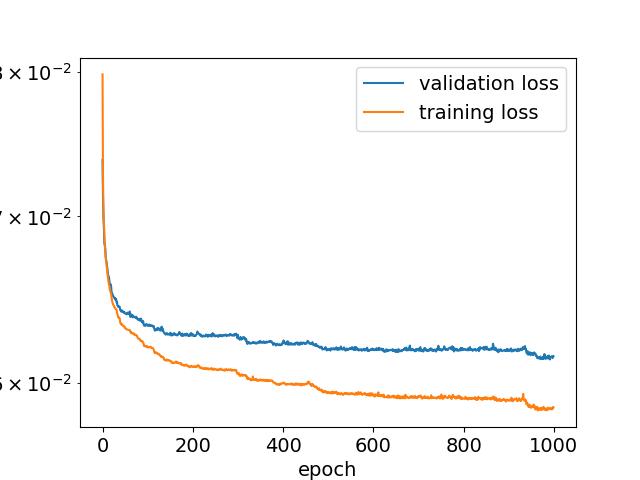 validation loss
training loss
× 10⁻²
× 10⁻²
× 10⁻²
0 200 400 600 800 1000
epoch